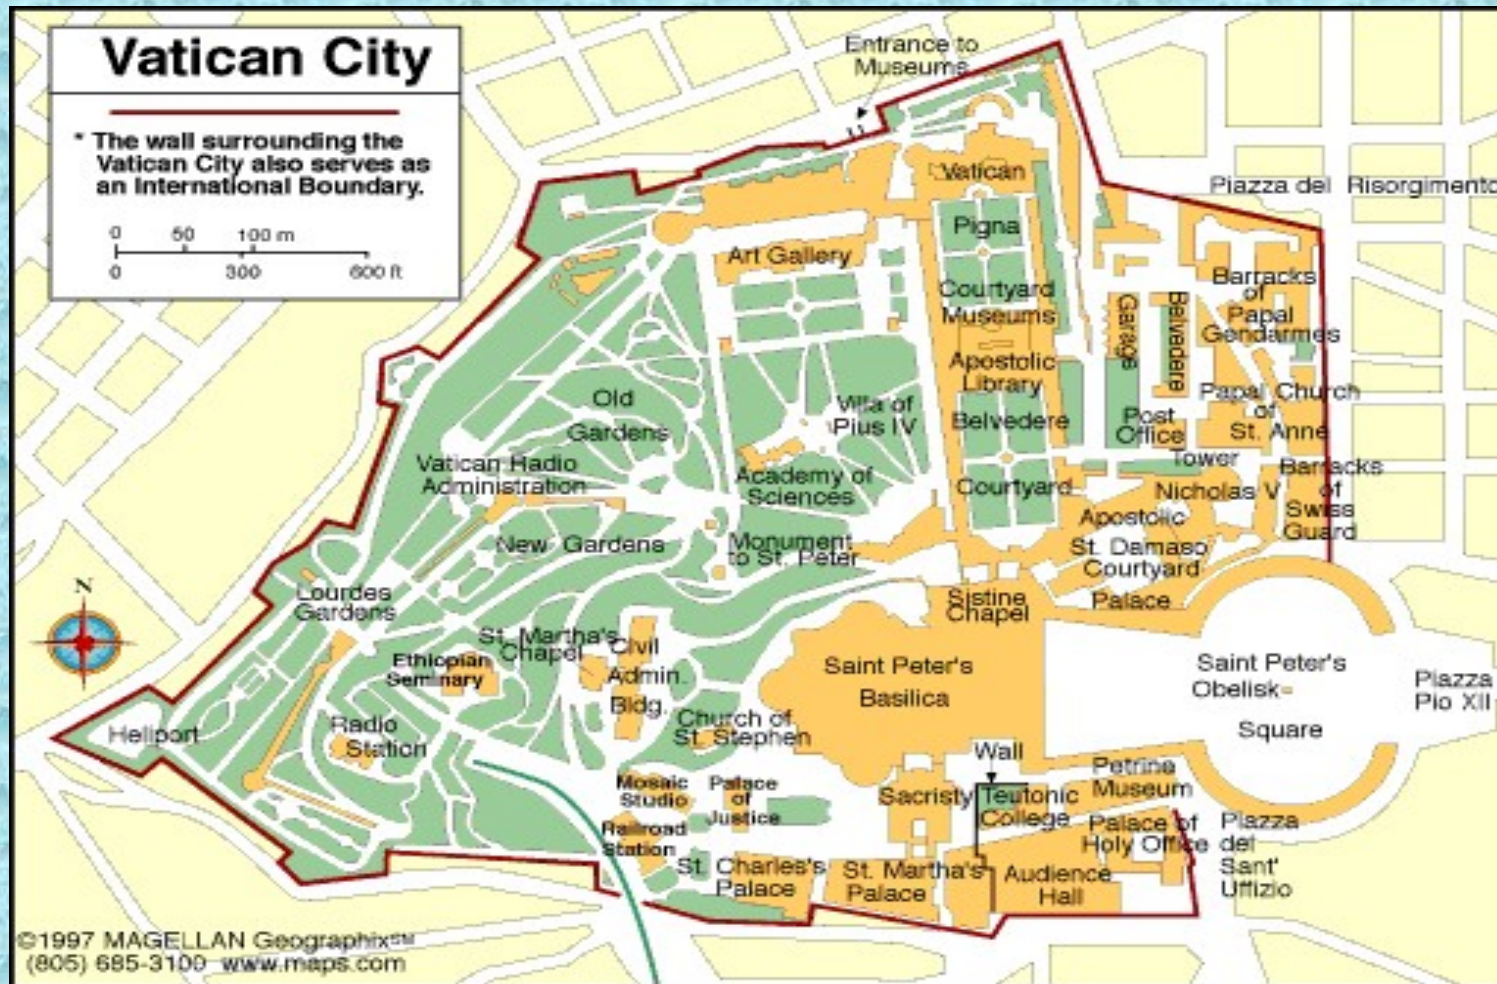 Vatican City
* The wall surrounding the
Vatican City also serves as
an International Boundary.
0 50 100 m
0 300 600 ft
Entrance to
Museums
Piazza del Risorgimento
Vatican
Pigna
Courtyard
Museums
Art Gallery
Apostolic
Library
Belvedere
Courtyard
Garage
Belvedere
Barracks
of
Papal
Gendarmes
Papal Church
of
St. Anne
Post
Office
Tower
Nicholas V
Barracks
of
Swiss
Guard
Apostolic
St. Damaso
Courtyard
Palace
Old
Gardens
Villa of
Pius IV
Vatican Radio
Administration
Academy of
Sciences
New Gardens
Monument
to St. Peter
Lourdes
Gardens
Sistine
Chapel
N
St. Martha's
Chapel
Civil
Admin.
Bldg.
Ethiopian
Seminary
Saint Peter's
Basilica
Saint Peter's
Obelisk
Square
Piazza
Pio XII
Heliport
Radio
Station
Church of
St. Stephen
Wall
Petrine
Museum
Mosaic
Studio
Palace
of
Justice
Sacristy
Teutonic
College
Railroad
Station
Palace of
Holy Office
Piazza
del
Sant'
Uffizio
St. Charles's
Palace
St. Martha's
Palace
Audience
Hall
©1997 MAGELLAN Geographix℠
(805) 685-3100 www.maps.com